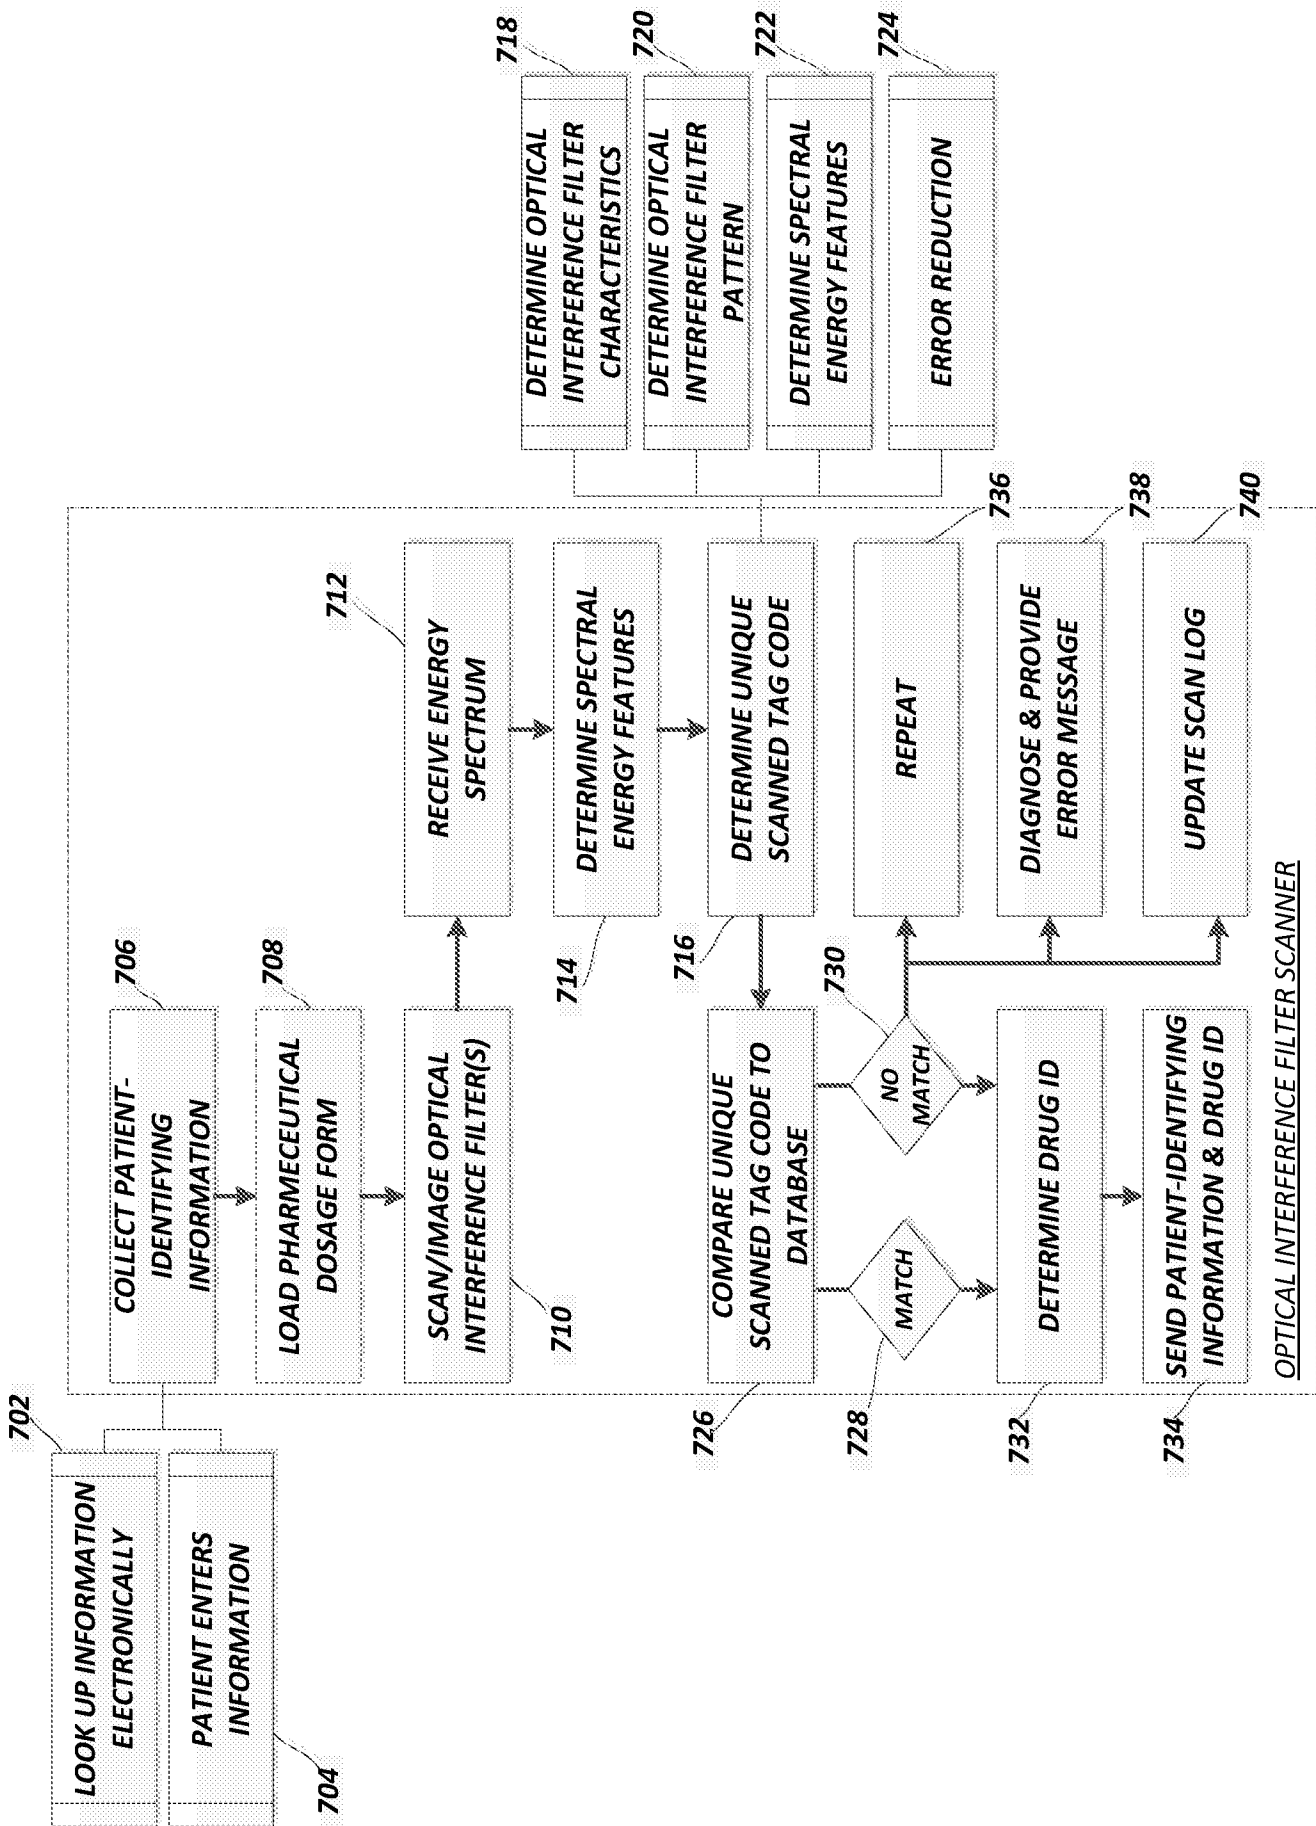 702
LOOK UP INFORMATION
ELECTRONICALLY
PATIENT ENTERS
INFORMATION
704
COLLECT PATIENT-
IDENTIFYING
INFORMATION
706
LOAD PHARMECEUTICAL
DOSAGE FORM
708
SCAN/IMAGE OPTICAL
INTERFERENCE FILTER(S)
710
712
RECEIVE ENERGY
SPECTRUM
DETERMINE SPECTRAL
ENERGY FEATURES
714
DETERMINE UNIQUE
SCANNED TAG CODE
716
DETERMINE OPTICAL
INTERFERENCE FILTER
CHARACTERISTICS
718
DETERMINE OPTICAL
INTERFERENCE FILTER
PATTERN
720
DETERMINE SPECTRAL
ENERGY FEATURES
722
ERROR REDUCTION
724
COMPARE UNIQUE
SCANNED TAG CODE TO
DATABASE
726
MATCH
728
NO
MATCH
730
DETERMINE DRUG ID
732
SEND PATIENT-IDENTIFYING
INFORMATION & DRUG ID
734
REPEAT
736
DIAGNOSE & PROVIDE
ERROR MESSAGE
738
UPDATE SCAN LOG
740
OPTICAL INTERFERENCE FILTER SCANNER